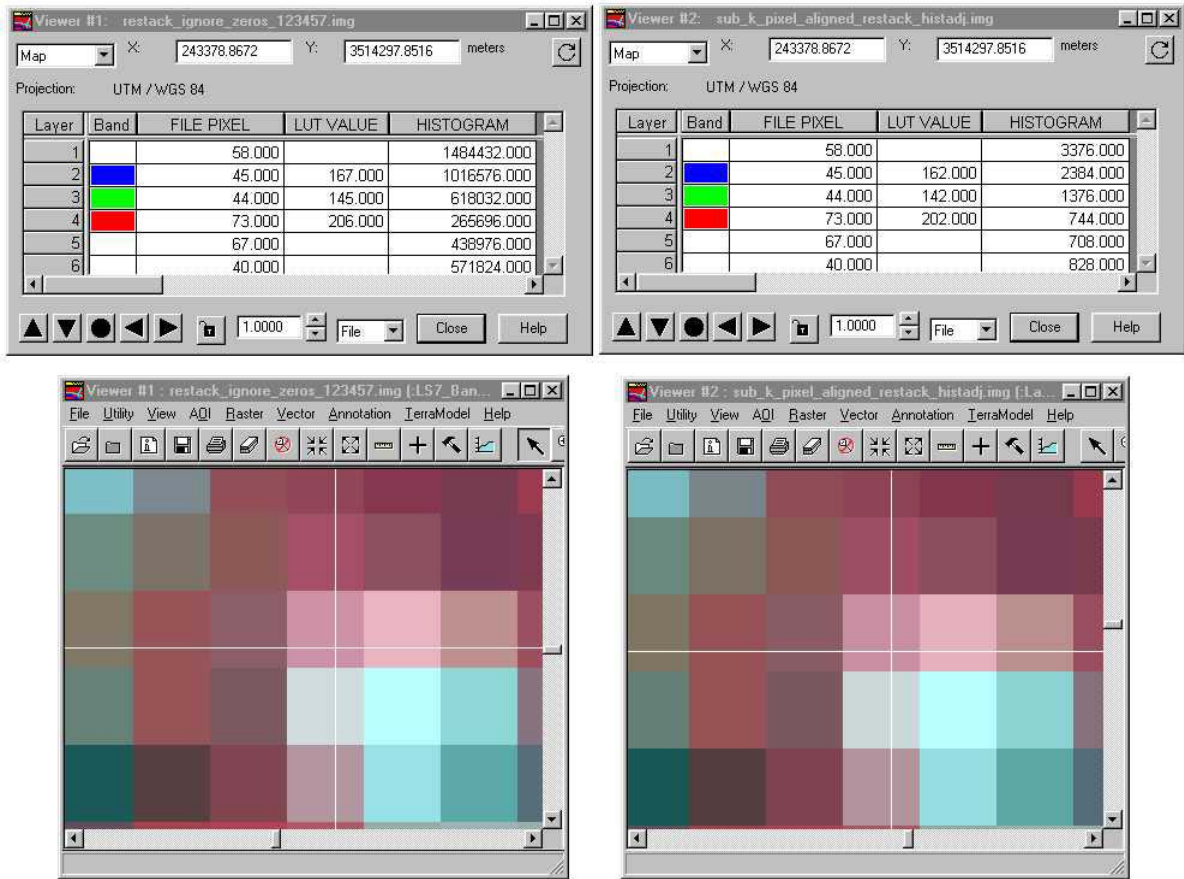 Viewer #1: restack_ignore_zeros_123457.img
Map X: 243378.8672 Y: 3514297.8516 meters
Projection: UTM / WGS 84
Layer Band FILE PIXEL LUT VALUE HISTOGRAM
1 58.000 1484432.000
2 45.000 167.000 1016576.000
3 44.000 145.000 618032.000
4 73.000 206.000 265696.000
5 67.000 438976.000
6 40.000 571824.000
1.0000 File Close Help
Viewer #2: sub_k_pixel_aligned_restack_histadj.img
Map X: 243378.8672 Y: 3514297.8516 meters
Projection: UTM / WGS 84
Layer Band FILE PIXEL LUT VALUE HISTOGRAM
1 58.000 3376.000
2 45.000 162.000 2384.000
3 44.000 142.000 1376.000
4 73.000 202.000 744.000
5 67.000 708.000
6 40.000 828.000
1.0000 File Close Help
Viewer #1 : restack_ignore_zeros_123457.img (:LS7_Ban...
File Utility View AOI Raster Vector Annotation TerraModel Help
Viewer #2 : sub_k_pixel_aligned_restack_histadj.img (:La...
File Utility View AOI Raster Vector Annotation TerraModel Help